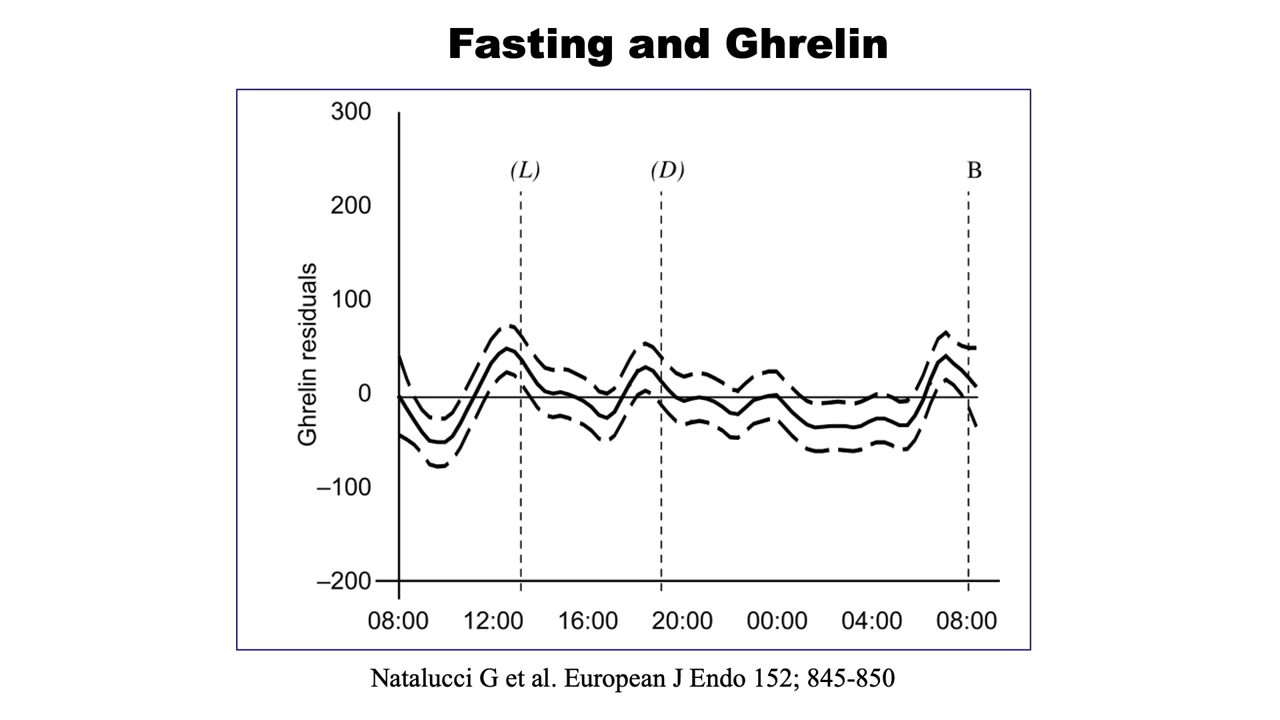 Fasting and Ghrelin
300
(L)
(D)
B
200
100
Ghrelin residuals
0
–100
–200
08:00 12:00 16:00 20:00 00:00 04:00 08:00
Natalucci G et al. European J Endo 152; 845-850